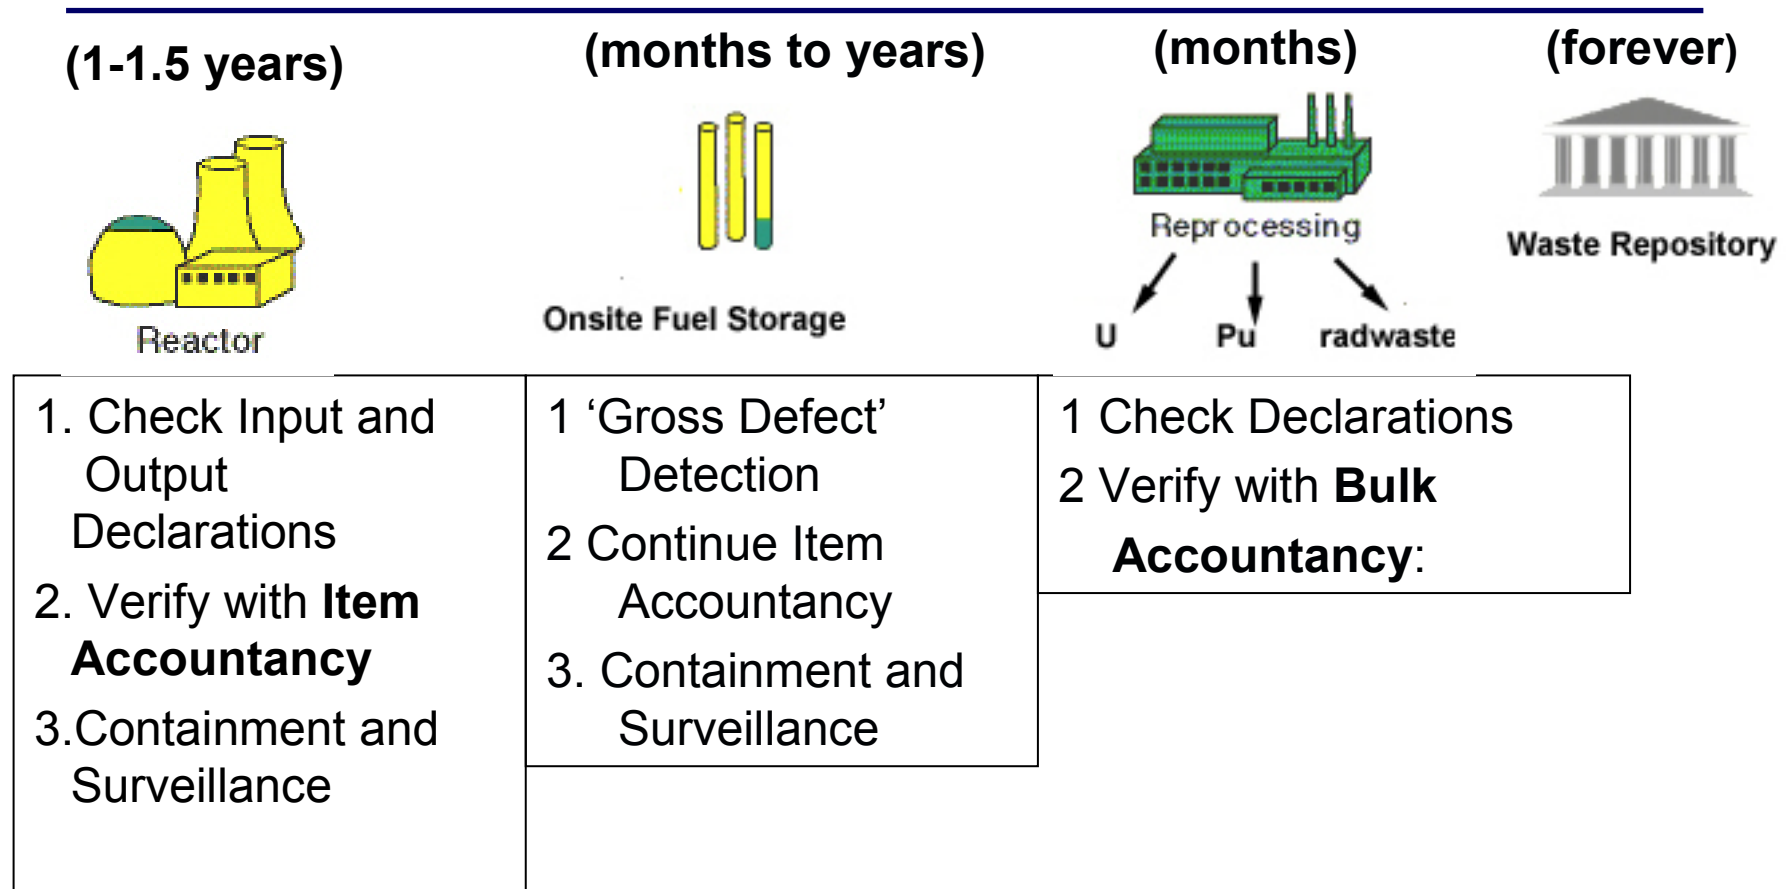 (1-1.5 years)
(months to years)
(months)
(forever)
Reactor
Onsite Fuel Storage
Reprocessing
U
Pu
radwaste
Waste Repository
1. Check Input and
Output
Declarations
2. Verify with Item
Accountancy
3.Containment and
Surveillance
1 ‘Gross Defect’
Detection
2 Continue Item
Accountancy
3. Containment and
Surveillance
1 Check Declarations
2 Verify with Bulk
Accountancy: